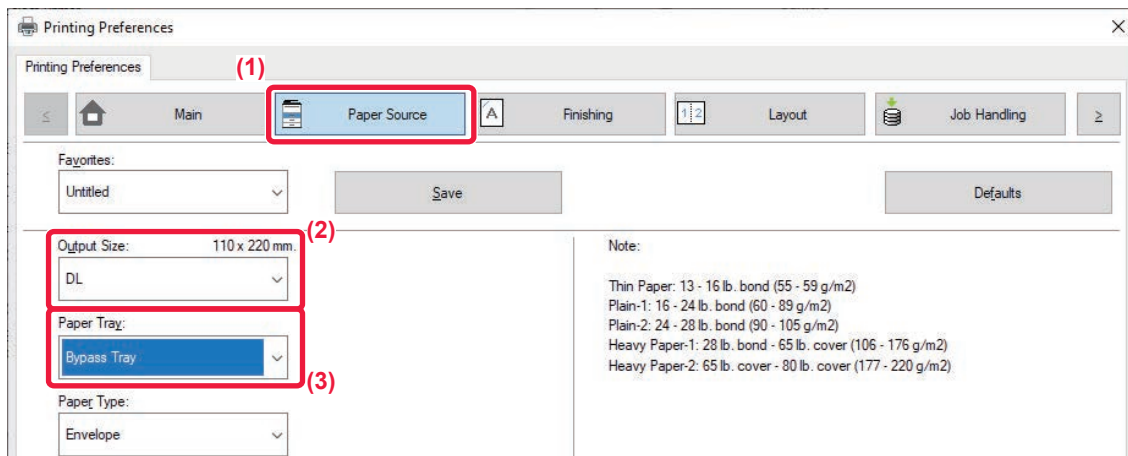 Printing Preferences
Printing Preferences
(1)
< Main Paper Source A Finishing 1 2 Layout Job Handling >
Favorites:
Untitled Save Defaults
(2)
Output Size: 110 x 220 mm.
DL
Paper Tray:
Bypass Tray
(3)
Paper Type:
Envelope
Note:
Thin Paper: 13 - 16 lb. bond (55 - 59 g/m2)
Plain-1: 16 - 24 lb. bond (60 - 89 g/m2)
Plain-2: 24 - 28 lb. bond (90 - 105 g/m2)
Heavy Paper-1: 28 lb. bond - 65 lb. cover (106 - 176 g/m2)
Heavy Paper-2: 65 lb. cover - 80 lb. cover (177 - 220 g/m2)